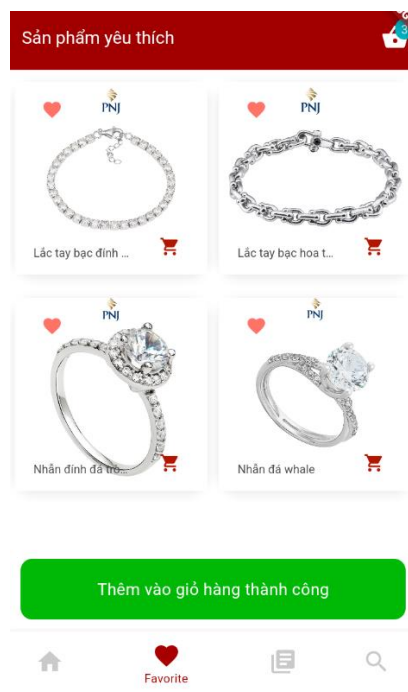 Sản phẩm yêu thích
3
PNJ
PNJ
Lắc tay bạc đính ...
Lắc tay bạc hoa t...
PNJ
PNJ
Nhẫn đính đá trò...
Nhẫn đá whale
Thêm vào giỏ hàng thành công
Favorite